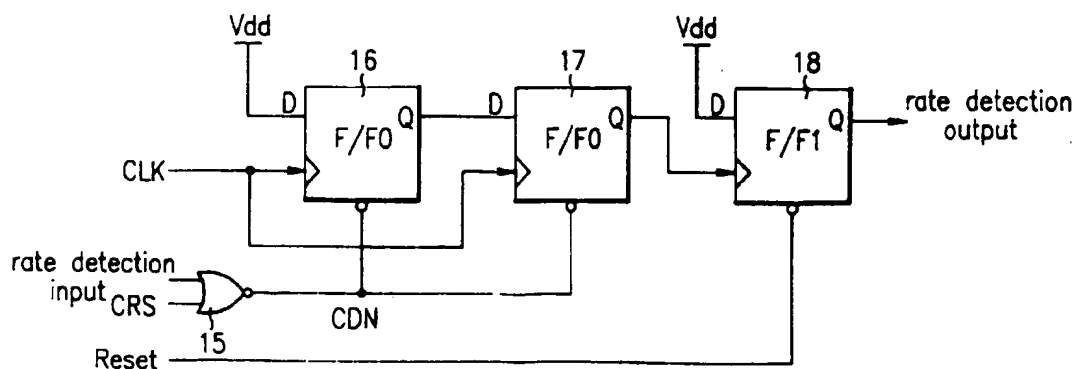 Vdd
Vdd
16
17
18
D
Q
D
Q
D
Q
F/F0
F/F0
F/F1
rate detection
output
CLK
rate detection
input
CRS
15
CDN
Reset